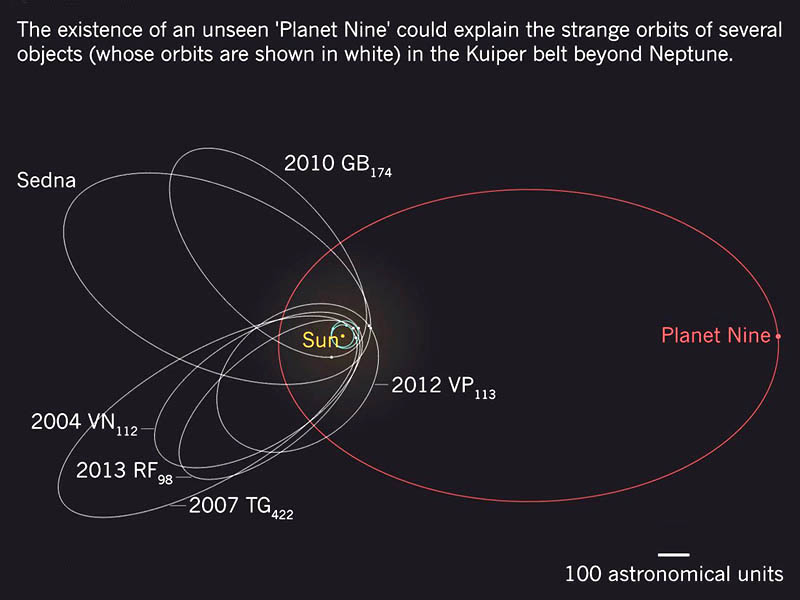 The existence of an unseen 'Planet Nine' could explain the strange orbits of several
objects (whose orbits are shown in white) in the Kuiper belt beyond Neptune.
2010 GB174
Sedna
Sun
Planet Nine
2012 VP113
2004 VN112
2013 RF98
2007 TG422
100 astronomical units